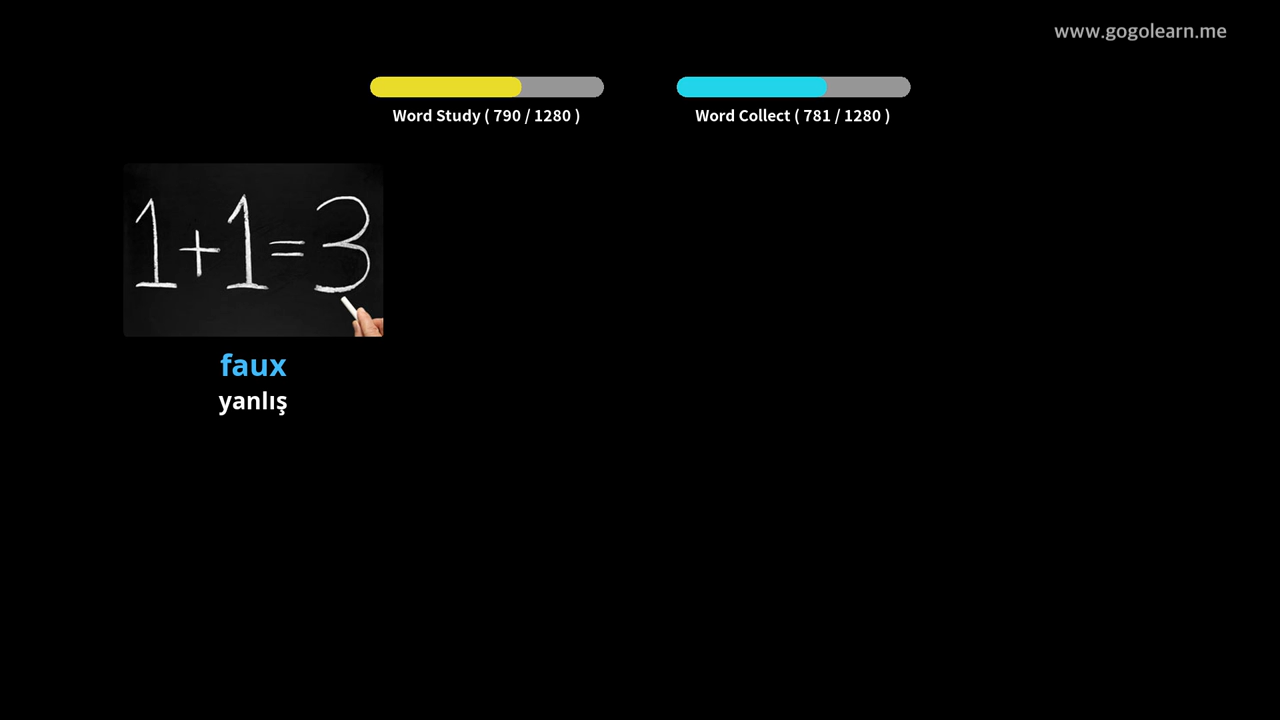 www.gogolearn.me
Word Study ( 790 / 1280 )
Word Collect ( 781 / 1280 )
1+1=3
faux
yanlış